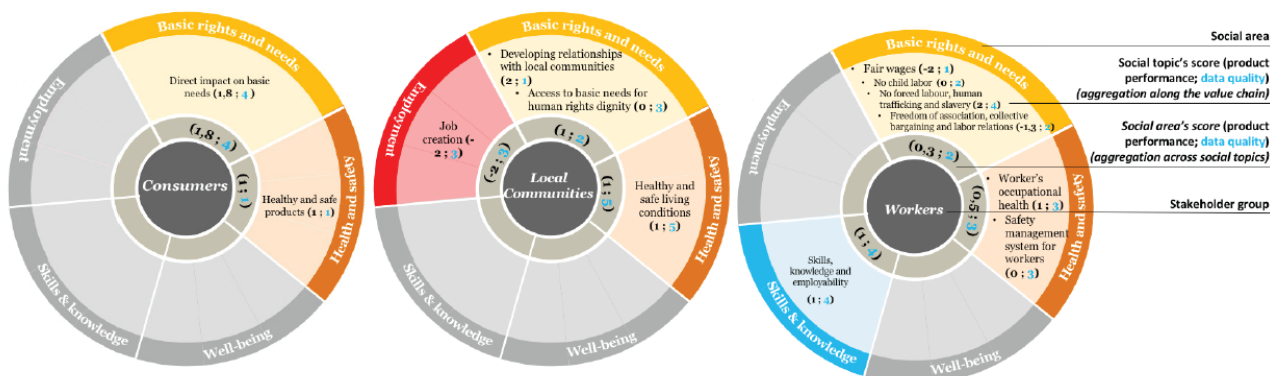 Basic rights and needs
Employment
Direct impact on basic
needs (1,8 ; 4)
(1,8 ; 4)
Consumers
(1 ; 1)
Healthy and safe
products (1 ; 1)
Health and safety
Skills & knowledge
Well-being
Basic rights and needs
• Developing relationships
with local communities
(2 ; 1)
• Access to basic needs for
human rights dignity (0 ; 3)
Employment
Job
creation (-
2 ; 3)
(-2 ; 3)
(1 ; 2)
Local
Communities
(1 ; 5)
Healthy and
safe living
conditions
(1 ; 5)
Health and safety
Skills & knowledge
Well-being
Basic rights and needs
• Fair wages (-2 ; 1)
• No child labor (0 ; 2)
• No forced labour, human
trafficking and slavery (2 ; 4)
• Freedom of association, collective
bargaining and labor relations (-1,3 ; 2)
Employment
(0,3 ; 2)
Workers
(0,5 ; 3)
(1 ; 4)
• Worker's
occupational
health (1 ; 3)
• Safety
management
system for
workers
(0 ; 3)
Health and safety
Skills,
knowledge and
employability
(1 ; 4)
Skills & knowledge
Well-being
Social area
Social topic's score (product
performance; data quality)
(aggregation along the value chain)
Social area's score (product
performance; data quality)
(aggregation across social topics)
Stakeholder group